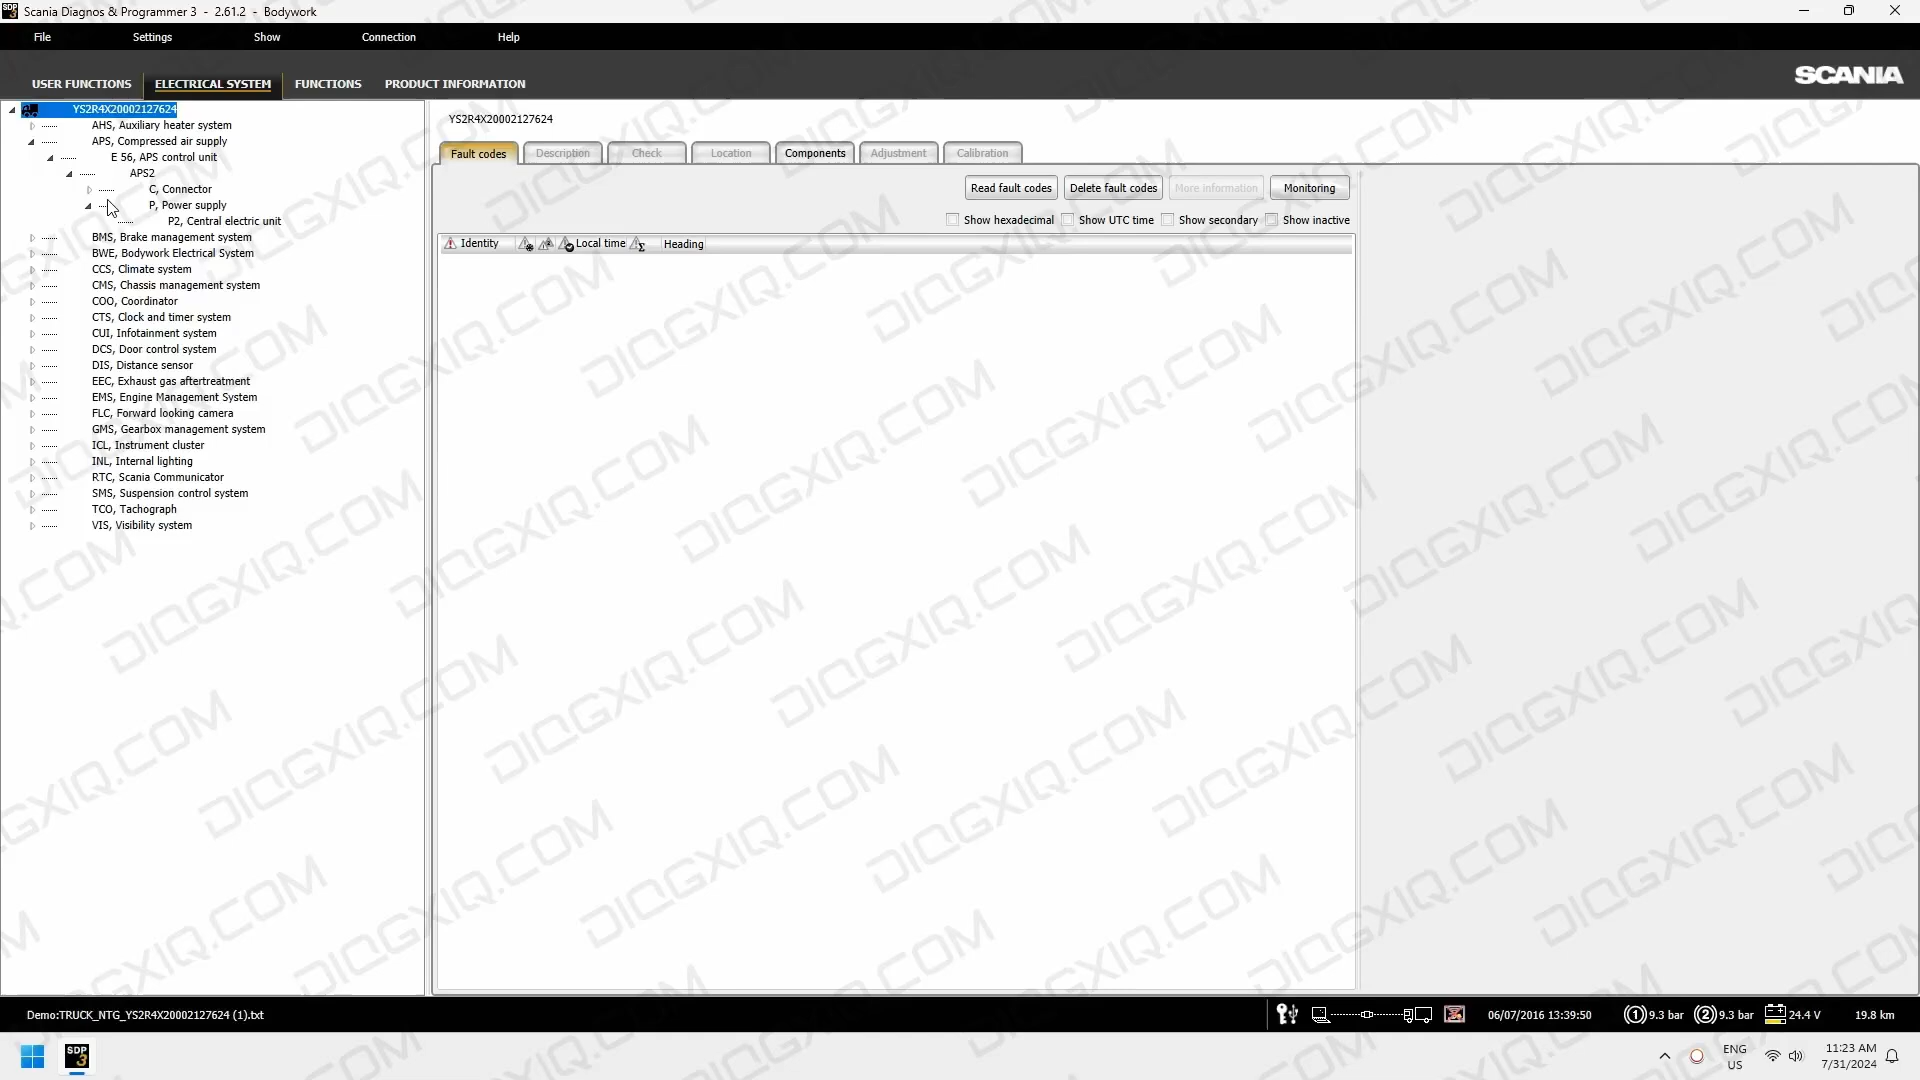 Scania Diagnos & Programmer 3 - 2.61.2 - Bodywork
File Settings Show Connection Help
USER FUNCTIONS ELECTRICAL SYSTEM FUNCTIONS PRODUCT INFORMATION SCANIA
YS2R4X20002127624
AHS, Auxiliary heater system
APS, Compressed air supply
E 56, APS control unit
APS2
C, Connector
P, Power supply
P2, Central electric unit
BMS, Brake management system
BWE, Bodywork Electrical System
CCS, Climate system
CMS, Chassis management system
COO, Coordinator
CTS, Clock and timer system
CUI, Infotainment system
DCS, Door control system
DIS, Distance sensor
EEC, Exhaust gas aftertreatment
EMS, Engine Management System
FLC, Forward looking camera
GMS, Gearbox management system
ICL, Instrument cluster
INL, Internal lighting
RTC, Scania Communicator
SMS, Suspension control system
TCO, Tachograph
VIS, Visibility system
YS2R4X20002127624
Fault codes Description Check Location Components Adjustment Calibration
Read fault codes Delete fault codes More information Monitoring
Show hexadecimal Show UTC time Show secondary Show inactive
Identity Local time Heading
DIAGXIQ.COM
Demo:TRUCK_NTG_YS2R4X20002127624 (1).txt
06/07/2016 13:39:50 1 9.3 bar 2 9.3 bar 24.4 V 19.8 km
SDP 3
ENG
US
11:23 AM
7/31/2024